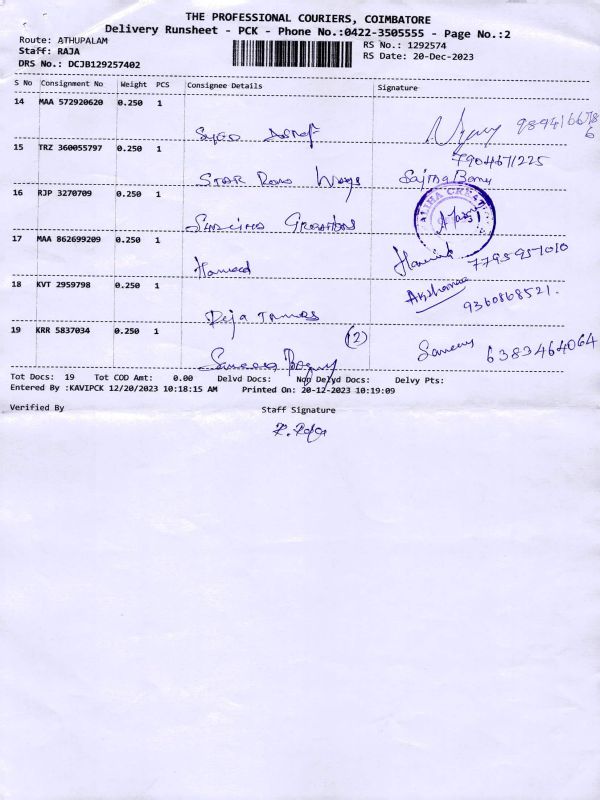 THE PROFESSIONAL COURIERS, COIMBATORE
Delivery Runsheet - PCK - Phone No.:0422-3505555 - Page No.:2
Route: ATHUPALAM
RS No.: 1292574
Staff: RAJA
RS Date: 20-Dec-2023
DRS No.: DCJB129257402
S No Consignment No Weight PCS Consignee Details Signature
14 MAA 572920620 0.250 1
Syed
15 TRZ 360055797 0.250 1
7904671225
STAR Road Ways Sajina Banu
16 RJP 3270709 0.250 1
17 MAA 862699209 0.250 1
Hameed 7795957010
18 KVT 2959798 0.250 1
Akshanaa
9360868521.
19 KRR 5837034 0.250 1
(2)
6383464064
Tot Docs: 19 Tot COD Amt: 0.00 Delvd Docs: Non Delvd Docs: Delvy Pts:
Entered By :KAVIPCK 12/20/2023 10:18:15 AM Printed On: 20-12-2023 10:19:09
Verified By Staff Signature